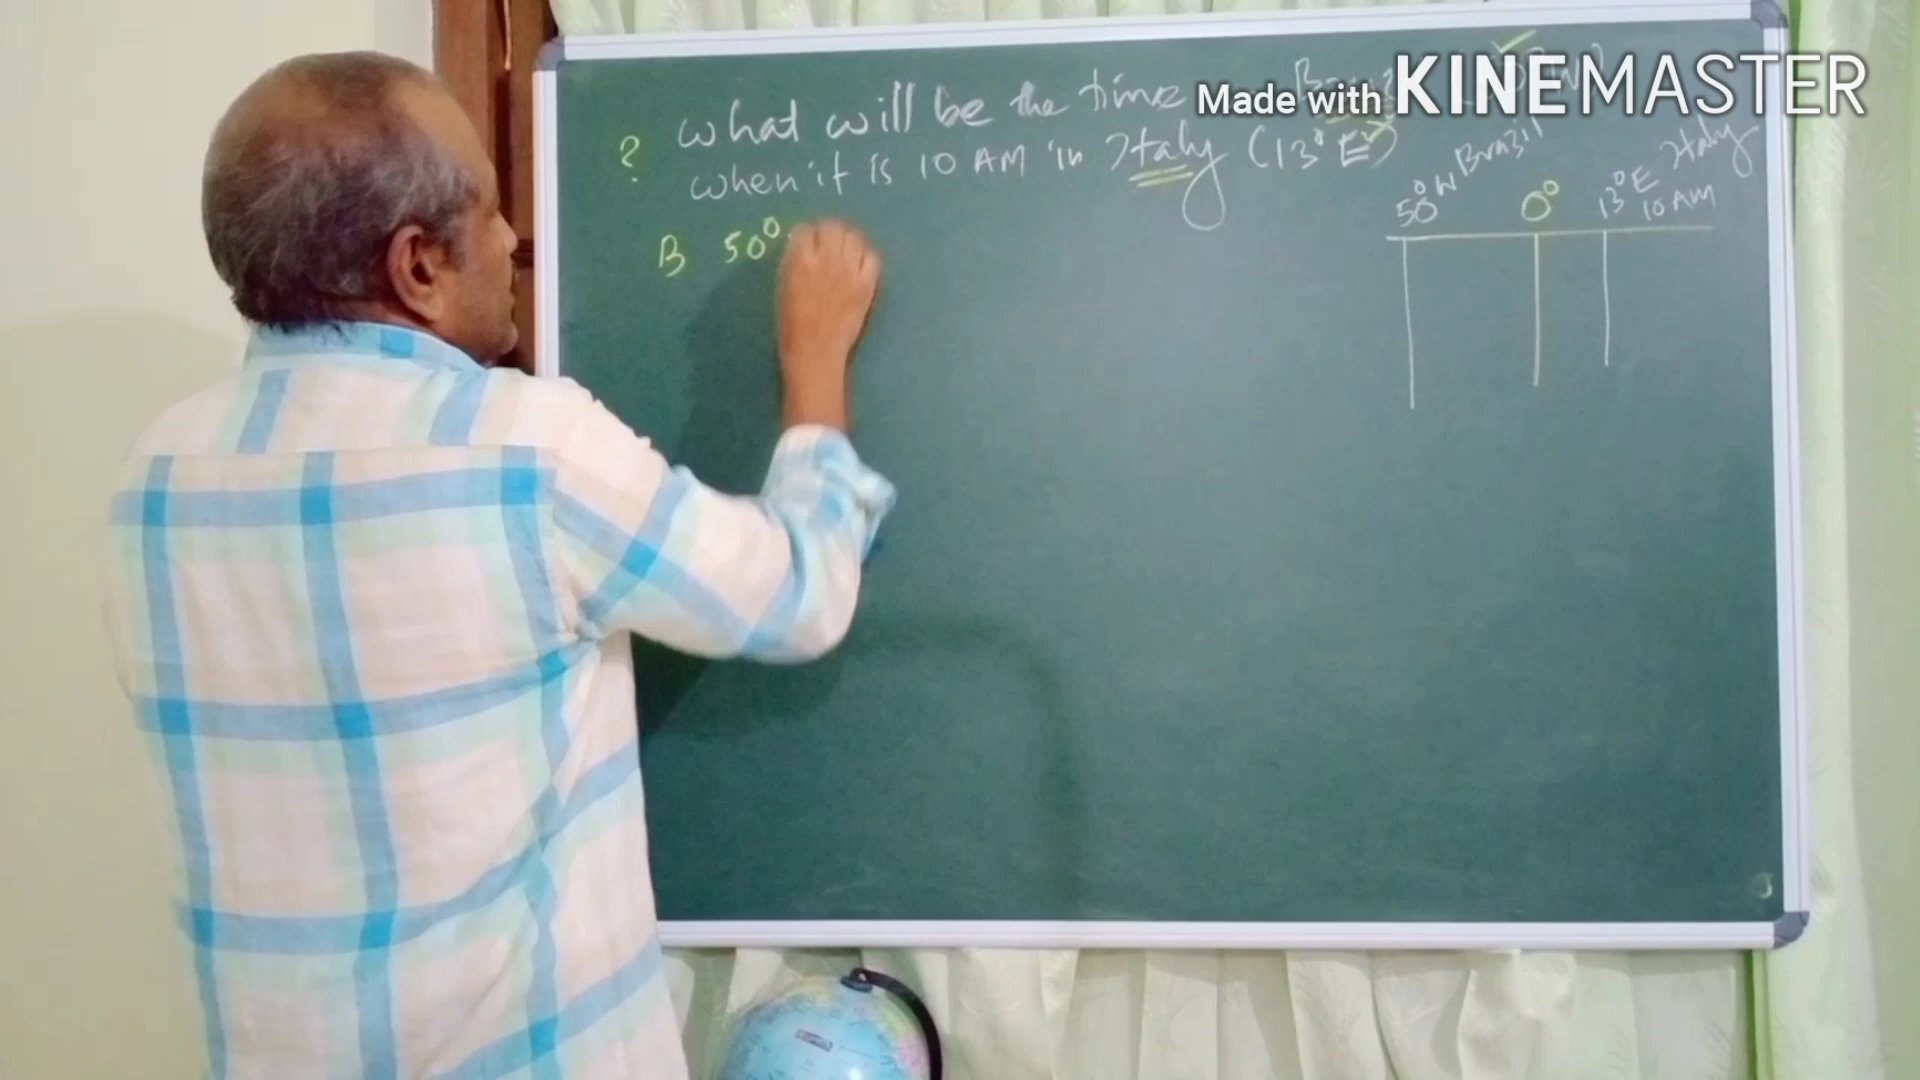 What will be the time
Made with KINEMASTER
? when it is 10 AM in Italy (13° E)
50° W Brazil 0° 13° E Italy
10 AM
B 50°